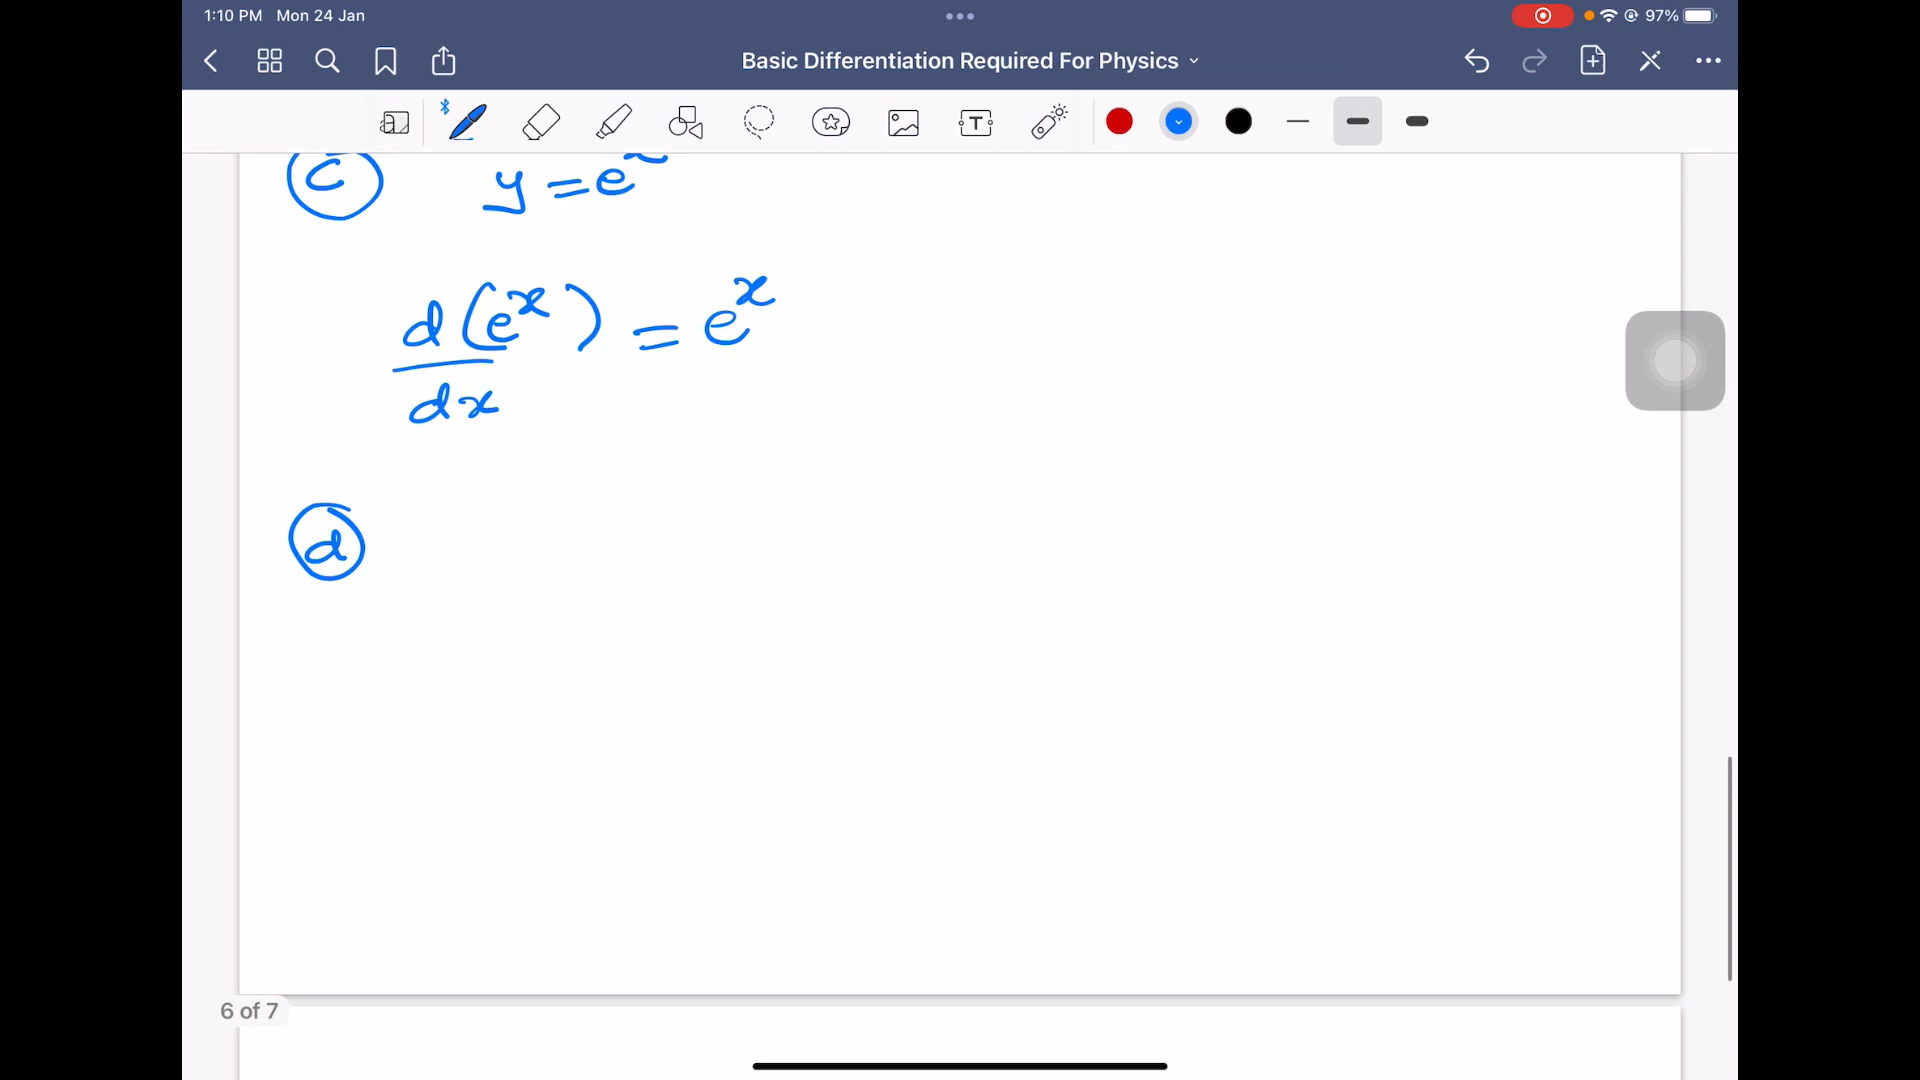 1:10 PM Mon 24 Jan
97%
Basic Differentiation Required For Physics
a
T
c y = e^x
d(e^x)/dx = e^x
d
6 of 7